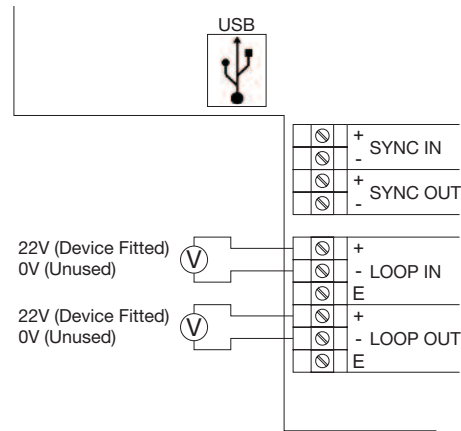 USB
+
SYNC IN
-
+
SYNC OUT
-
22V (Device Fitted)
0V (Unused)
V
+
- LOOP IN
E
22V (Device Fitted)
0V (Unused)
V
+
- LOOP OUT
E